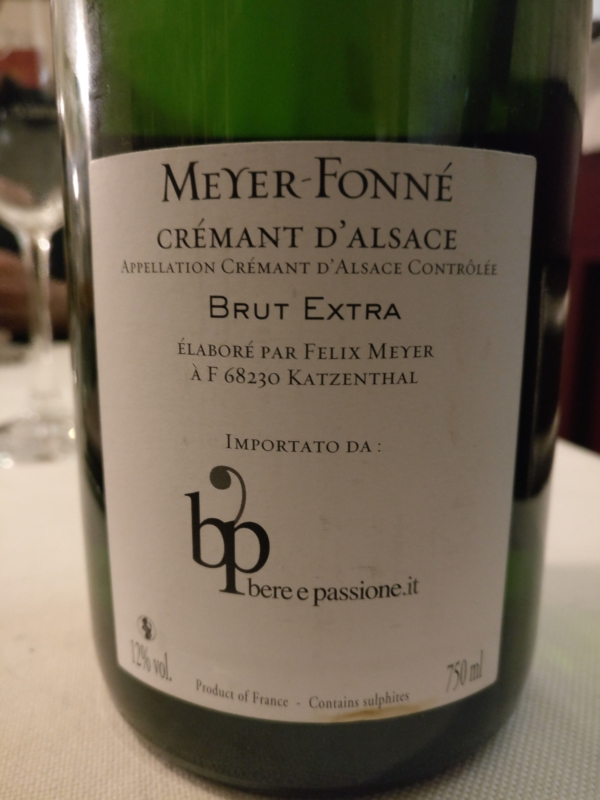 MEYER-FONNÉ
CRÉMANT D'ALSACE
APPELLATION CRÉMANT D'ALSACE CONTRÔLÉE
BRUT EXTRA
ÉLABORÉ PAR FELIX MEYER
À F 68230 KATZENTHAL
IMPORTATO DA :
bp
bere e passione.it
12% vol.
750 ml
Product of France - Contains sulphites